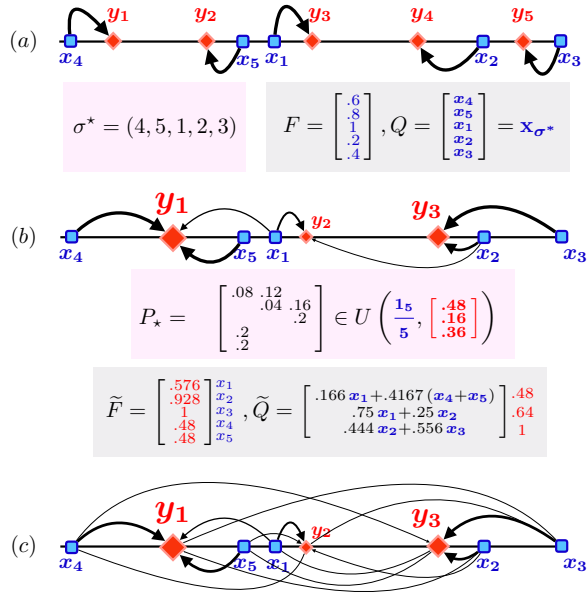 y₁ y₂ y₃ y₄ y₅
(a)
x₄ x₅ x₁ x₂ x₃
σ* = (4, 5, 1, 2, 3)
F = [.6 .8 1 .2 .4], Q = [x₄ x₅ x₁ x₂ x₃] = x_σ*
y₁ y₂ y₃
(b)
x₄ x₅ x₁ x₂ x₃
P⋆ = [.08 .12
.04 .16
.2
.2
.2] ∈ U (1₅/5, [.48 .16 .36])
F̃ = [.576 .928 1 .48 .48] x₁ x₂ x₃ x₄ x₅, Q̃ = [.166 x₁+.4167 (x₄+x₅)
.75 x₁+.25 x₂
.444 x₂+.556 x₃] .48 .64 1
y₁ y₂ y₃
(c)
x₄ x₅ x₁ x₂ x₃